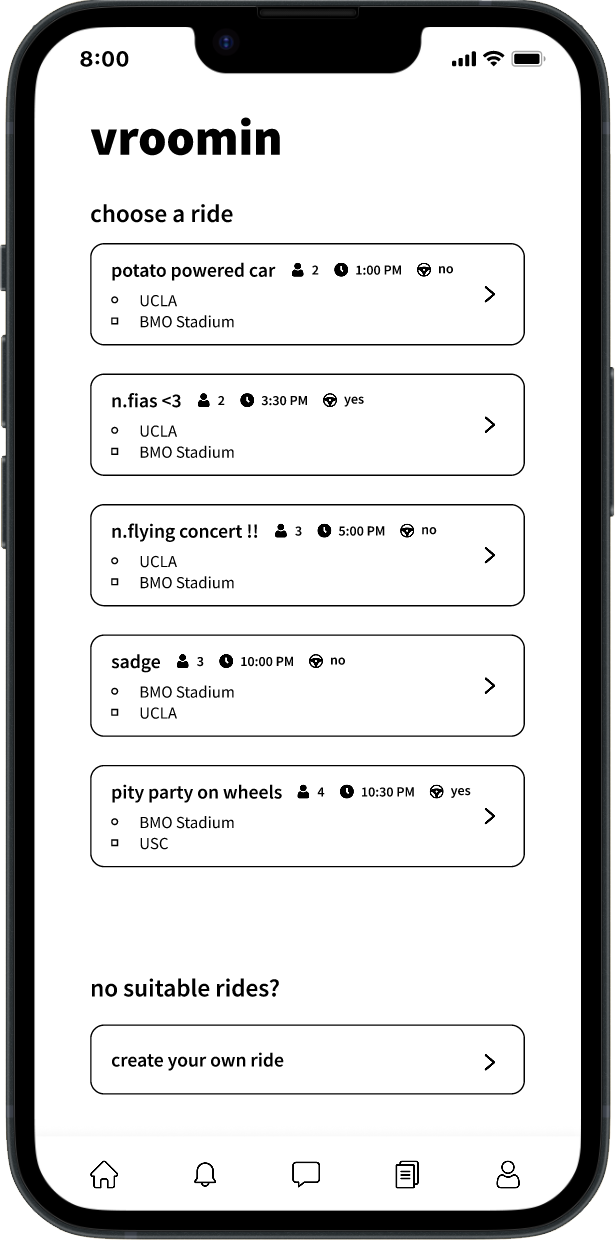 8:00
vroomin
choose a ride
potato powered car 2 1:00 PM no
UCLA
BMO Stadium
n.fias <3 2 3:30 PM yes
UCLA
BMO Stadium
n.flying concert !! 3 5:00 PM no
UCLA
BMO Stadium
sadge 3 10:00 PM no
BMO Stadium
UCLA
pity party on wheels 4 10:30 PM yes
BMO Stadium
USC
no suitable rides?
create your own ride